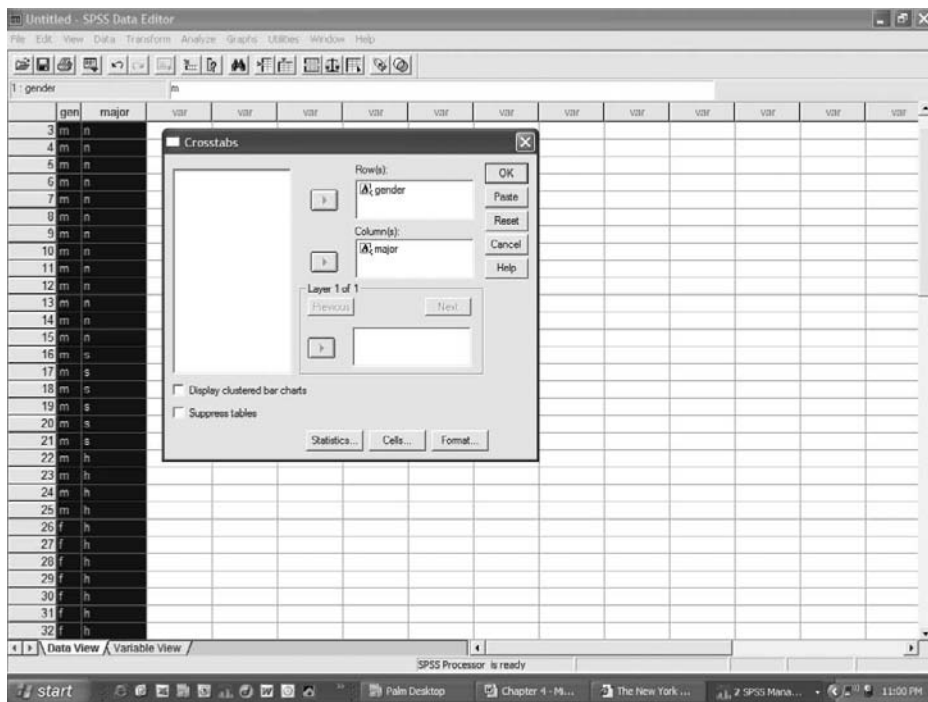 Untitled - SPSS Data Editor
File Edit View Data Transform Analyze Graphs Utilities Window Help
1 : gender m
gen major var var var var var var var var var var var var
3 m n
4 m n
5 m n
6 m n
7 m n
8 m n
9 m n
10 m n
11 m n
12 m n
13 m n
14 m n
15 m n
16 m s
17 m s
18 m s
19 m s
20 m s
21 m s
22 m h
23 m h
24 m h
25 m h
26 f h
27 f h
28 f h
29 f h
30 f h
31 f h
32 f h
Crosstabs
Row(s):
gender
Column(s):
major
Layer 1 of 1
Previous Next
Display clustered bar charts
Suppress tables
Statistics... Cells... Format...
OK
Paste
Reset
Cancel
Help
Data View Variable View
SPSS Processor is ready
start Palm Desktop Chapter 4 - M... The New York ... 2 SPSS Mana... 11:00 PM